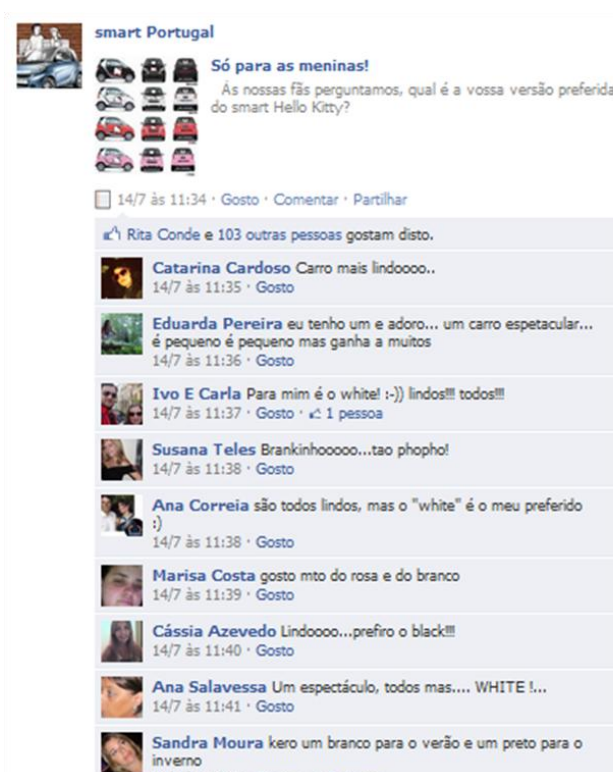 smart Portugal
Só para as meninas!
Às nossas fãs perguntamos, qual é a vossa versão preferida
do smart Hello Kitty?
14/7 às 11:34 · Gosto · Comentar · Partilhar
Rita Conde e 103 outras pessoas gostam disto.
Catarina Cardoso Carro mais lindoooo..
14/7 às 11:35 · Gosto
Eduarda Pereira eu tenho um e adoro... um carro espetacular...
é pequeno é pequeno mas ganha a muitos
14/7 às 11:36 · Gosto
Ivo E Carla Para mim é o white! :-)) lindos!!! todos!!!
14/7 às 11:37 · Gosto · 1 pessoa
Susana Teles Brankinhooooo...tao phopho!
14/7 às 11:38 · Gosto
Ana Correia são todos lindos, mas o "white" é o meu preferido
:)
14/7 às 11:38 · Gosto
Marisa Costa gosto mto do rosa e do branco
14/7 às 11:39 · Gosto
Cássia Azevedo Lindoooo...prefiro o black!!!
14/7 às 11:40 · Gosto
Ana Salavessa Um espectáculo, todos mas.... WHITE !...
14/7 às 11:41 · Gosto
Sandra Moura kero um branco para o verão e um preto para o
inverno